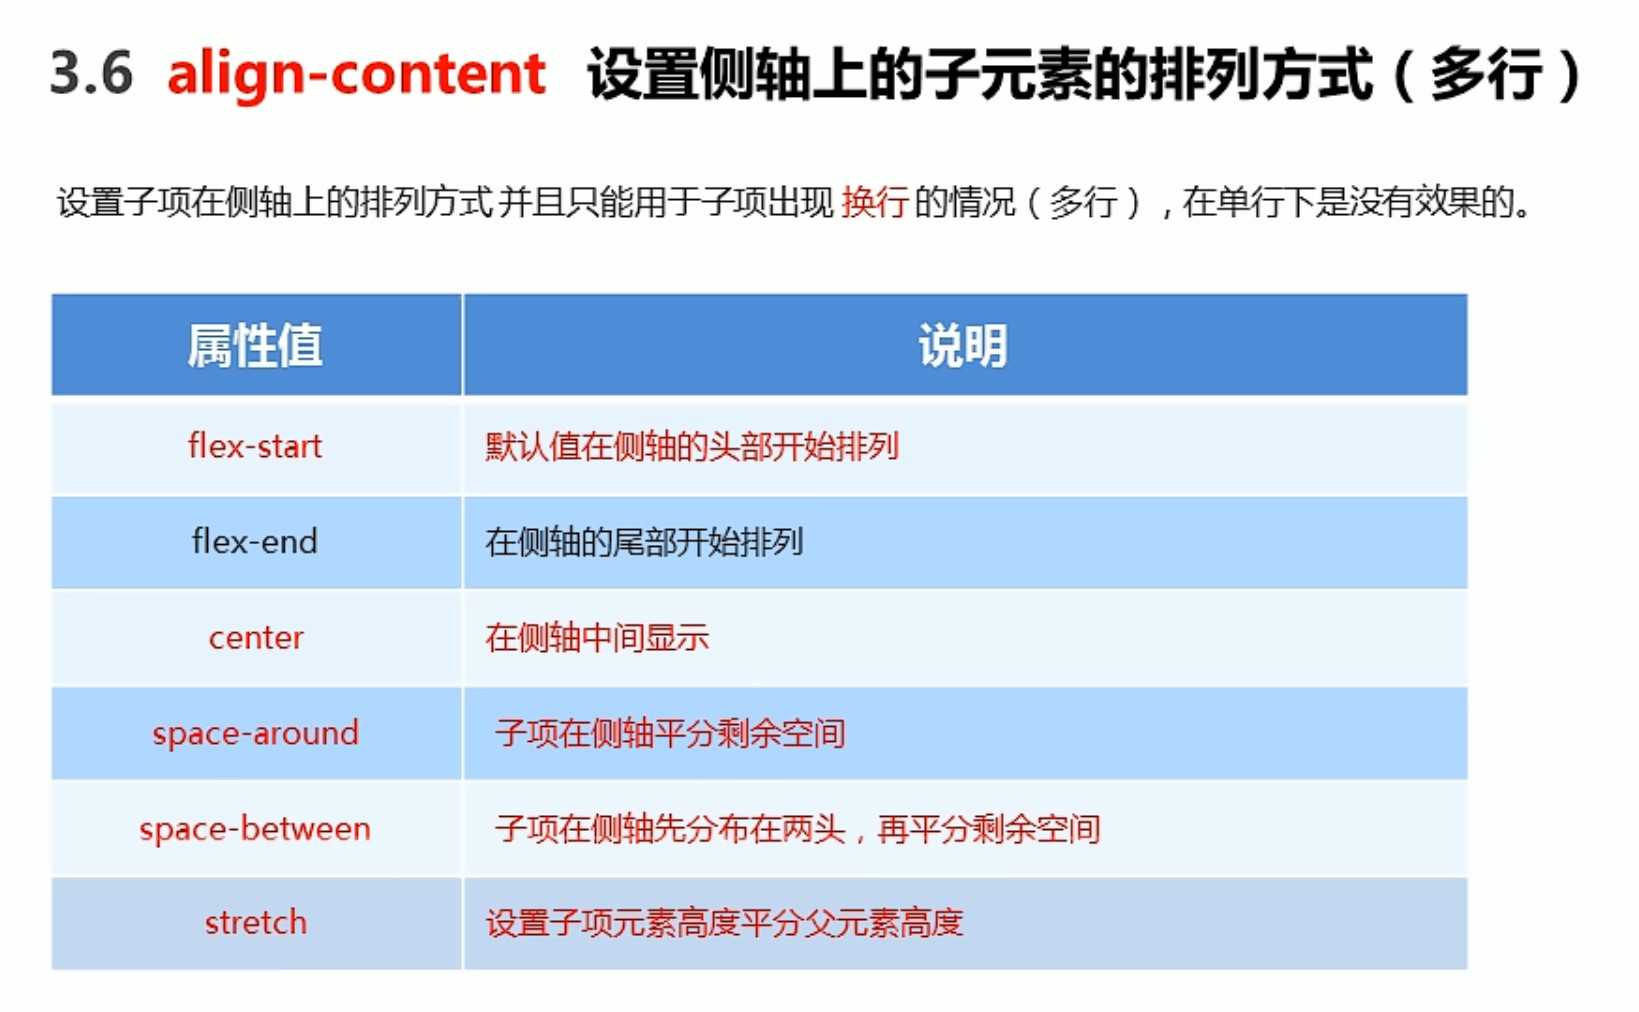 3.6 align-content 设置侧轴上的子元素的排列方式（多行）
设置子项在侧轴上的排列方式 并且只能用于子项出现 换行 的情况（多行），在单行下是没有效果的。
属性值 说明
flex-start 默认值在侧轴的头部开始排列
flex-end 在侧轴的尾部开始排列
center 在侧轴中间显示
space-around 子项在侧轴平分剩余空间
space-between 子项在侧轴先分布在两头，再平分剩余空间
stretch 设置子项元素高度平分父元素高度